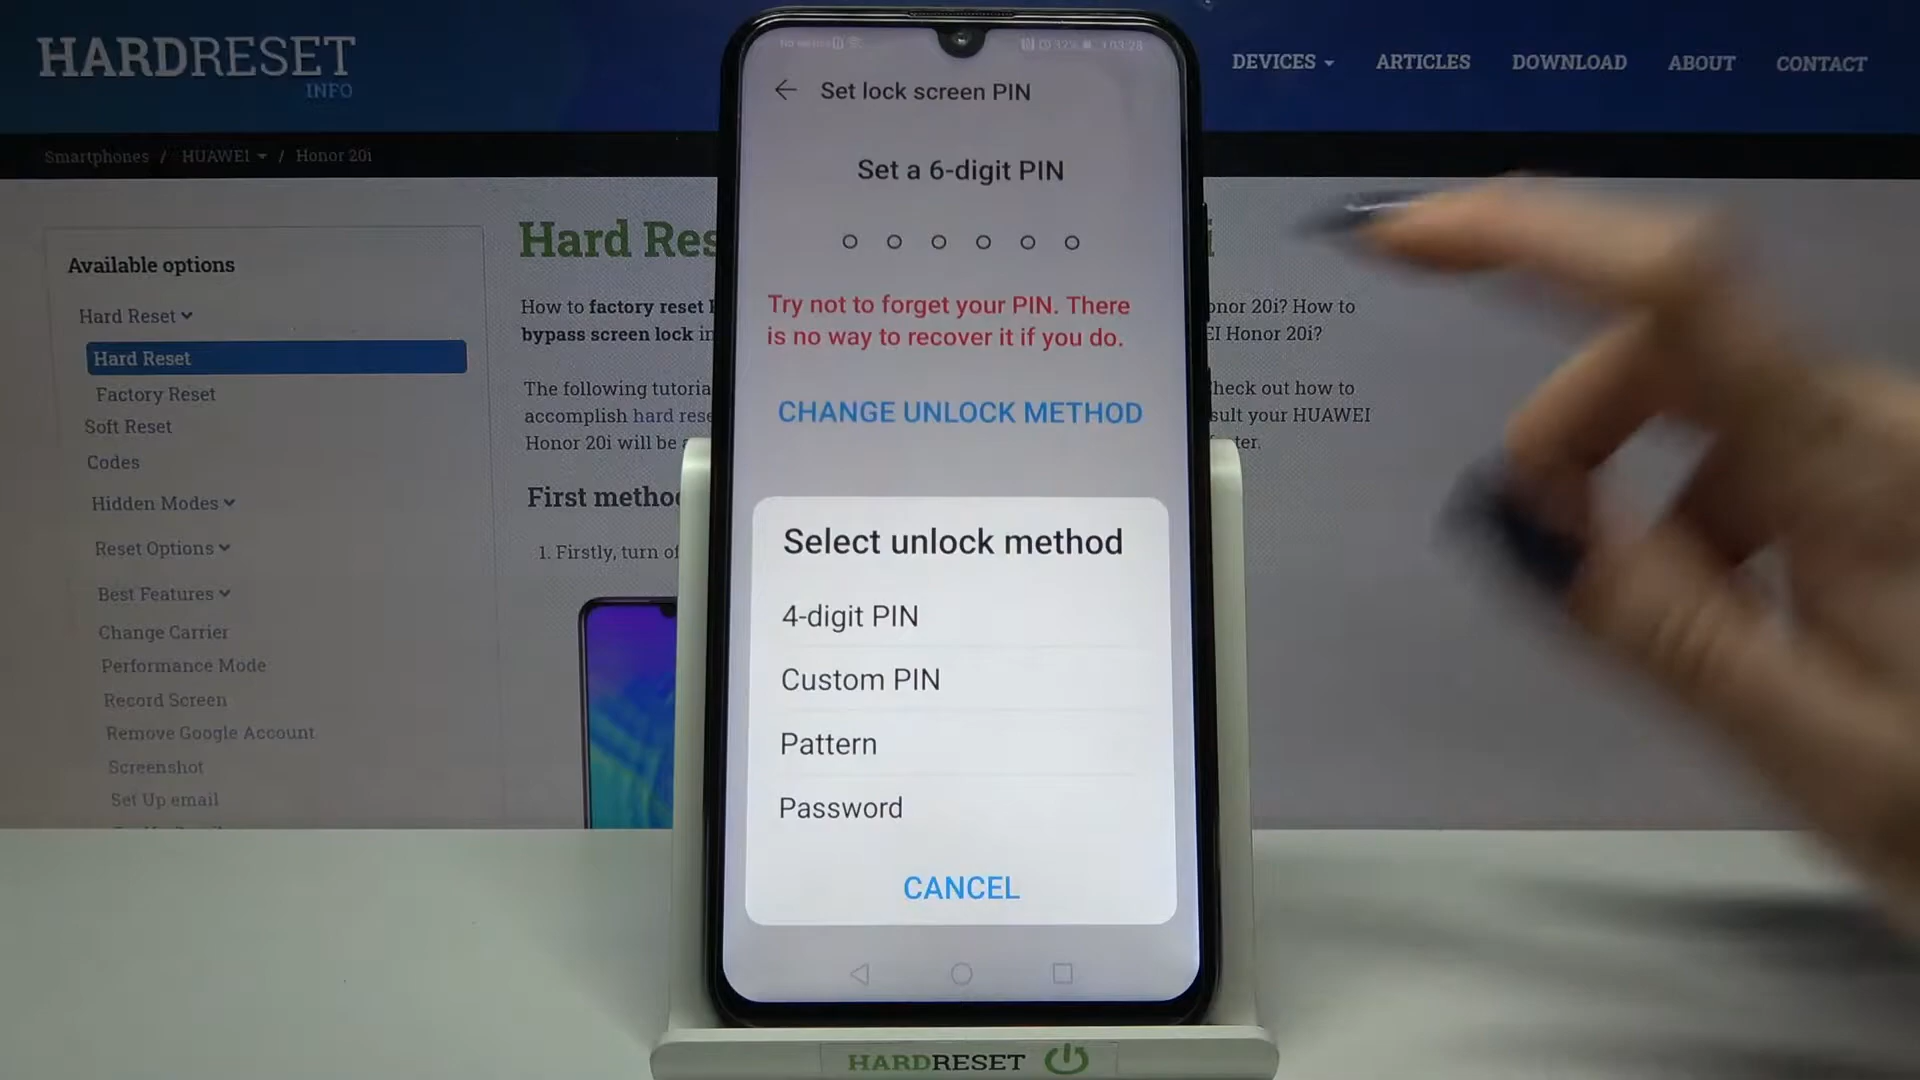 HARDRESET
INFO
DEVICES
ARTICLES
DOWNLOAD
ABOUT
CONTACT
Smartphones / HUAWEI / Honor 20i
Available options
Hard Reset
Hard Reset
Factory Reset
Soft Reset
Codes
Hidden Modes
Reset Options
Best Features
Change Carrier
Performance Mode
Record Screen
Remove Google Account
Screenshot
Set Up email
Hard Res
i
How to factory reset
onor 20i? How to
bypass screen lock in
EI Honor 20i?
The following tutoria
Check out how to
accomplish hard rese
sult your HUAWEI
Honor 20i will be a
ter.
First metho
1. Firstly, turn of
32% 03:28
Set lock screen PIN
Set a 6-digit PIN
Try not to forget your PIN. There
is no way to recover it if you do.
CHANGE UNLOCK METHOD
Select unlock method
4-digit PIN
Custom PIN
Pattern
Password
CANCEL
HARDRESET